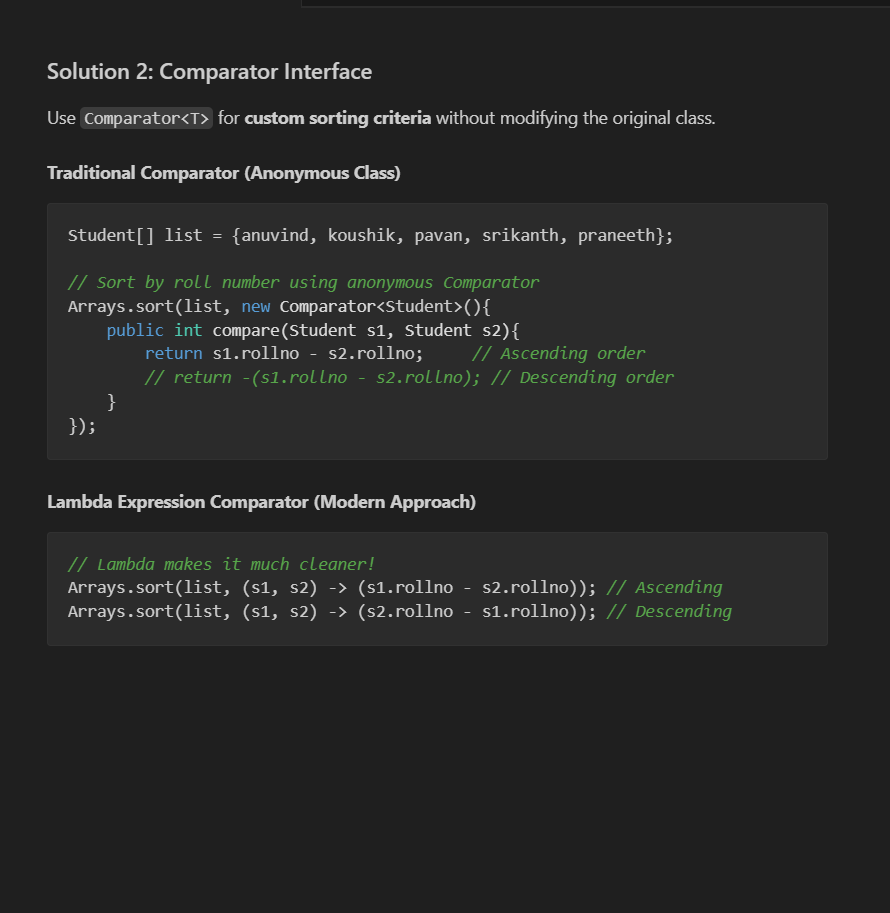 Solution 2: Comparator Interface
Use Comparator<T> for custom sorting criteria without modifying the original class.
Traditional Comparator (Anonymous Class)
Student[] list = {anuvind, koushik, pavan, srikanth, praneeth};
// Sort by roll number using anonymous Comparator
Arrays.sort(list, new Comparator<Student>(){
    public int compare(Student s1, Student s2){
        return s1.rollno - s2.rollno;     // Ascending order
        // return -(s1.rollno - s2.rollno); // Descending order
    }
});
Lambda Expression Comparator (Modern Approach)
// Lambda makes it much cleaner!
Arrays.sort(list, (s1, s2) -> (s1.rollno - s2.rollno)); // Ascending
Arrays.sort(list, (s1, s2) -> (s2.rollno - s1.rollno)); // Descending